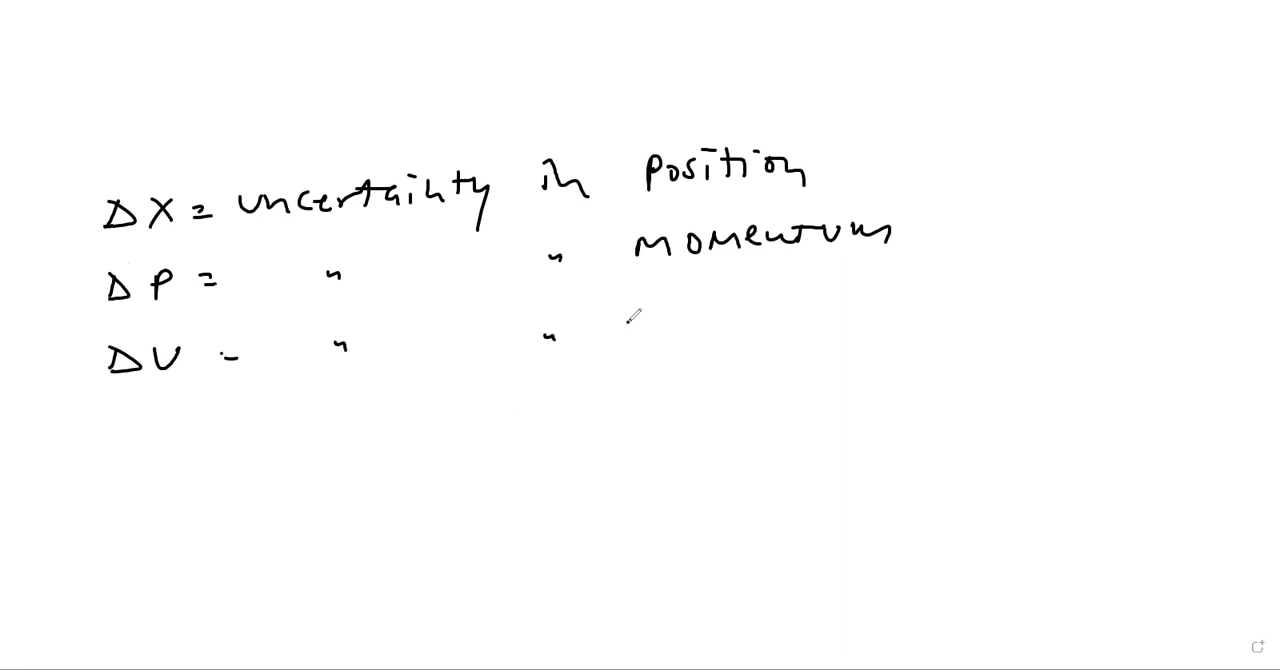 Δx = uncertainty in position
Δp = " " momentum
Δv = " "